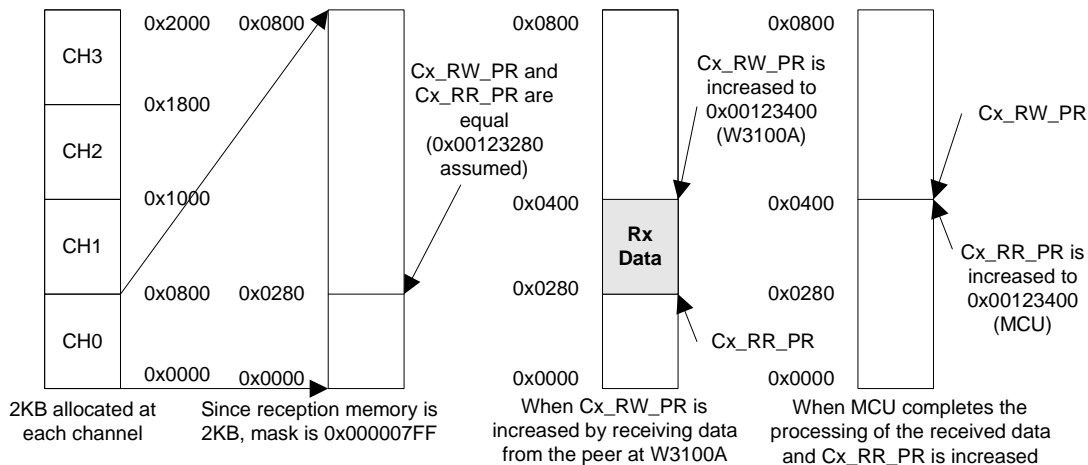 0x2000
0x0800
CH3
0x1800
CH2
0x1000
CH1
0x0800
0x0280
CH0
0x0000
0x0000
Cx_RW_PR and
Cx_RR_PR are
equal
(0x00123280
assumed)
2KB allocated at
each channel
Since reception memory is
2KB, mask is 0x000007FF
0x0800
Cx_RW_PR is
increased to
0x00123400
(W3100A)
0x0400
Rx
Data
0x0280
Cx_RR_PR
0x0000
When Cx_RW_PR is
increased by receiving data
from the peer at W3100A
0x0800
Cx_RW_PR
0x0400
Cx_RR_PR is
increased to
0x00123400
(MCU)
0x0280
0x0000
When MCU completes the
processing of the received data
and Cx_RR_PR is increased